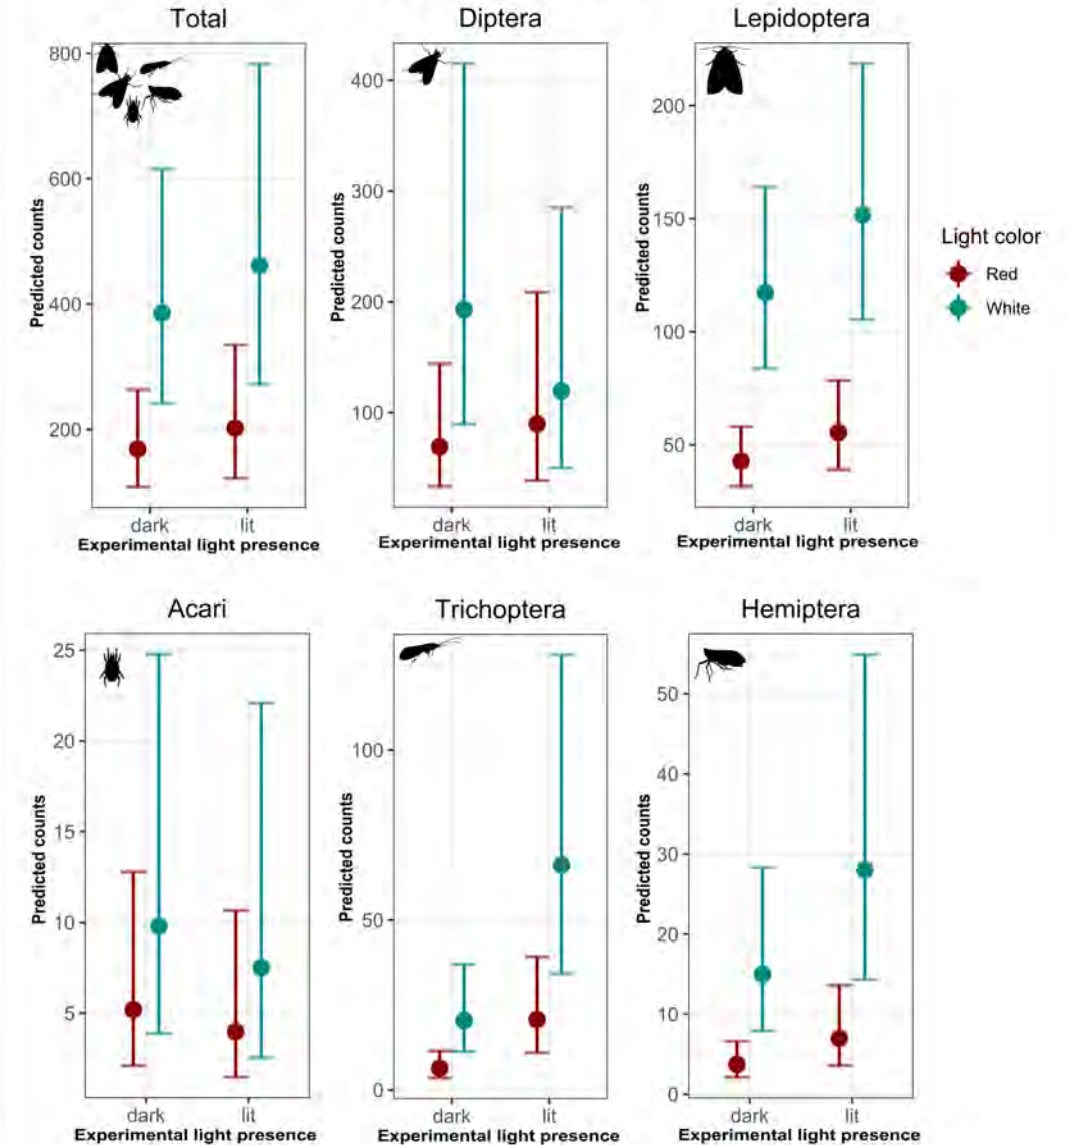 Total
Diptera
Lepidoptera
800
600
400
200
Predicted counts
dark
lit
Experimental light presence
400
300
200
100
Predicted counts
dark
lit
Experimental light presence
200
150
100
50
Predicted counts
dark
lit
Experimental light presence
Light color
Red
White
Acari
Trichoptera
Hemiptera
25
20
15
10
5
Predicted counts
dark
lit
Experimental light presence
100
50
0
Predicted counts
dark
lit
Experimental light presence
50
40
30
20
10
0
Predicted counts
dark
lit
Experimental light presence